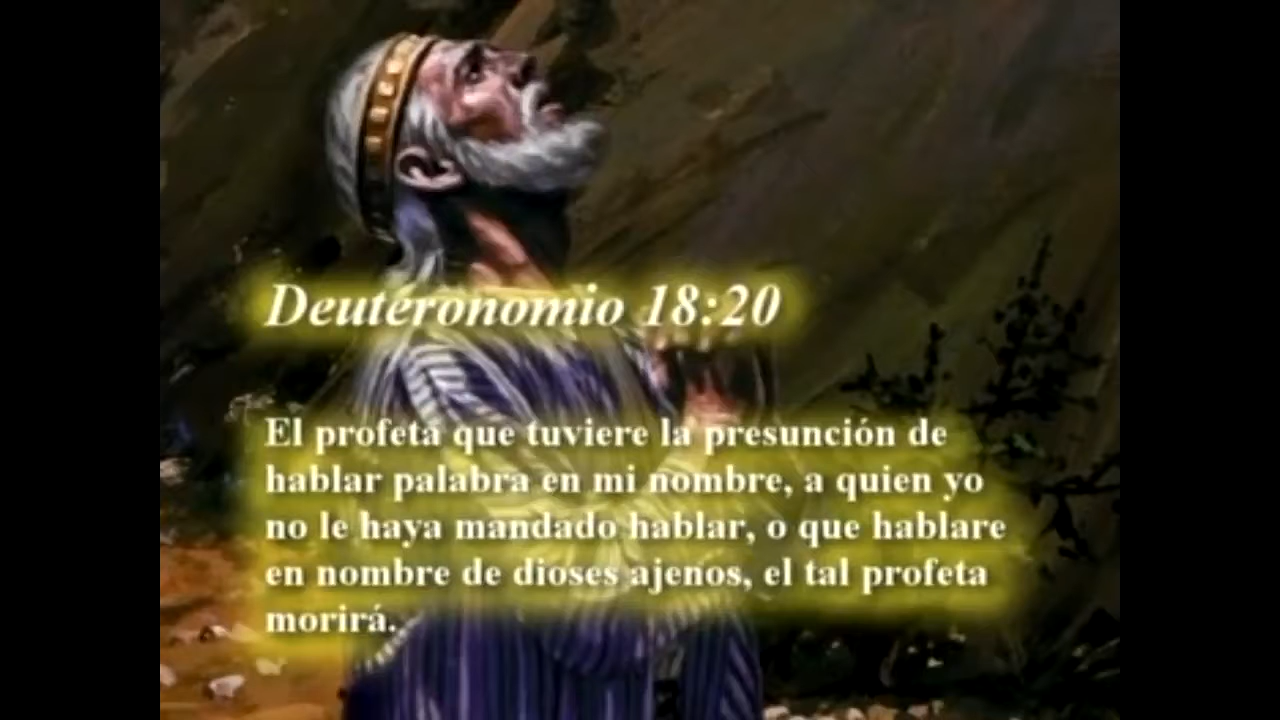 Deuteronomio 18:20
El profeta que tuviere la presunción de
hablar palabra en mi nombre, a quien yo
no le haya mandado hablar, o que hablare
en nombre de dioses ajenos, el tal profeta
morirá.